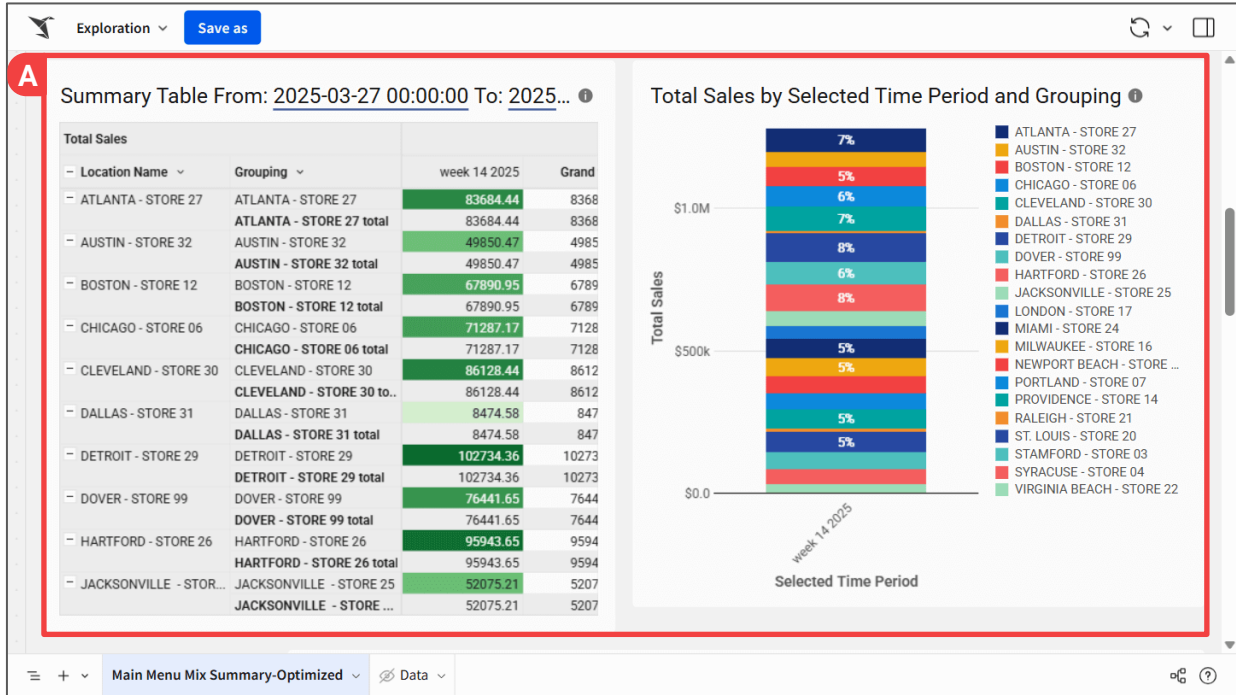 Exploration Save as
A
Summary Table From: 2025-03-27 00:00:00 To: 2025...
Total Sales
Location Name Grouping week 14 2025 Grand
ATLANTA - STORE 27 ATLANTA - STORE 27 83684.44 8368
ATLANTA - STORE 27 total 83684.44 8368
AUSTIN - STORE 32 AUSTIN - STORE 32 49850.47 4985
AUSTIN - STORE 32 total 49850.47 4985
BOSTON - STORE 12 BOSTON - STORE 12 67890.95 6789
BOSTON - STORE 12 total 67890.95 6789
CHICAGO - STORE 06 CHICAGO - STORE 06 71287.17 7128
CHICAGO - STORE 06 total 71287.17 7128
CLEVELAND - STORE 30 CLEVELAND - STORE 30 86128.44 8612
CLEVELAND - STORE 30 to.. 86128.44 8612
DALLAS - STORE 31 DALLAS - STORE 31 8474.58 847
DALLAS - STORE 31 total 8474.58 847
DETROIT - STORE 29 DETROIT - STORE 29 102734.36 10273
DETROIT - STORE 29 total 102734.36 10273
DOVER - STORE 99 DOVER - STORE 99 76441.65 7644
DOVER - STORE 99 total 76441.65 7644
HARTFORD - STORE 26 HARTFORD - STORE 26 95943.65 9594
HARTFORD - STORE 26 total 95943.65 9594
JACKSONVILLE - STOR... JACKSONVILLE - STORE 25 52075.21 5207
JACKSONVILLE - STORE ... 52075.21 5207
Total Sales by Selected Time Period and Grouping
Total Sales
$1.0M
$500k
$0.0
7%
5%
6%
7%
8%
6%
8%
5%
5%
5%
5%
week 14 2025
Selected Time Period
ATLANTA - STORE 27
AUSTIN - STORE 32
BOSTON - STORE 12
CHICAGO - STORE 06
CLEVELAND - STORE 30
DALLAS - STORE 31
DETROIT - STORE 29
DOVER - STORE 99
HARTFORD - STORE 26
JACKSONVILLE - STORE 25
LONDON - STORE 17
MIAMI - STORE 24
MILWAUKEE - STORE 16
NEWPORT BEACH - STORE ...
PORTLAND - STORE 07
PROVIDENCE - STORE 14
RALEIGH - STORE 21
ST. LOUIS - STORE 20
STAMFORD - STORE 03
SYRACUSE - STORE 04
VIRGINIA BEACH - STORE 22
Main Menu Mix Summary-Optimized Data